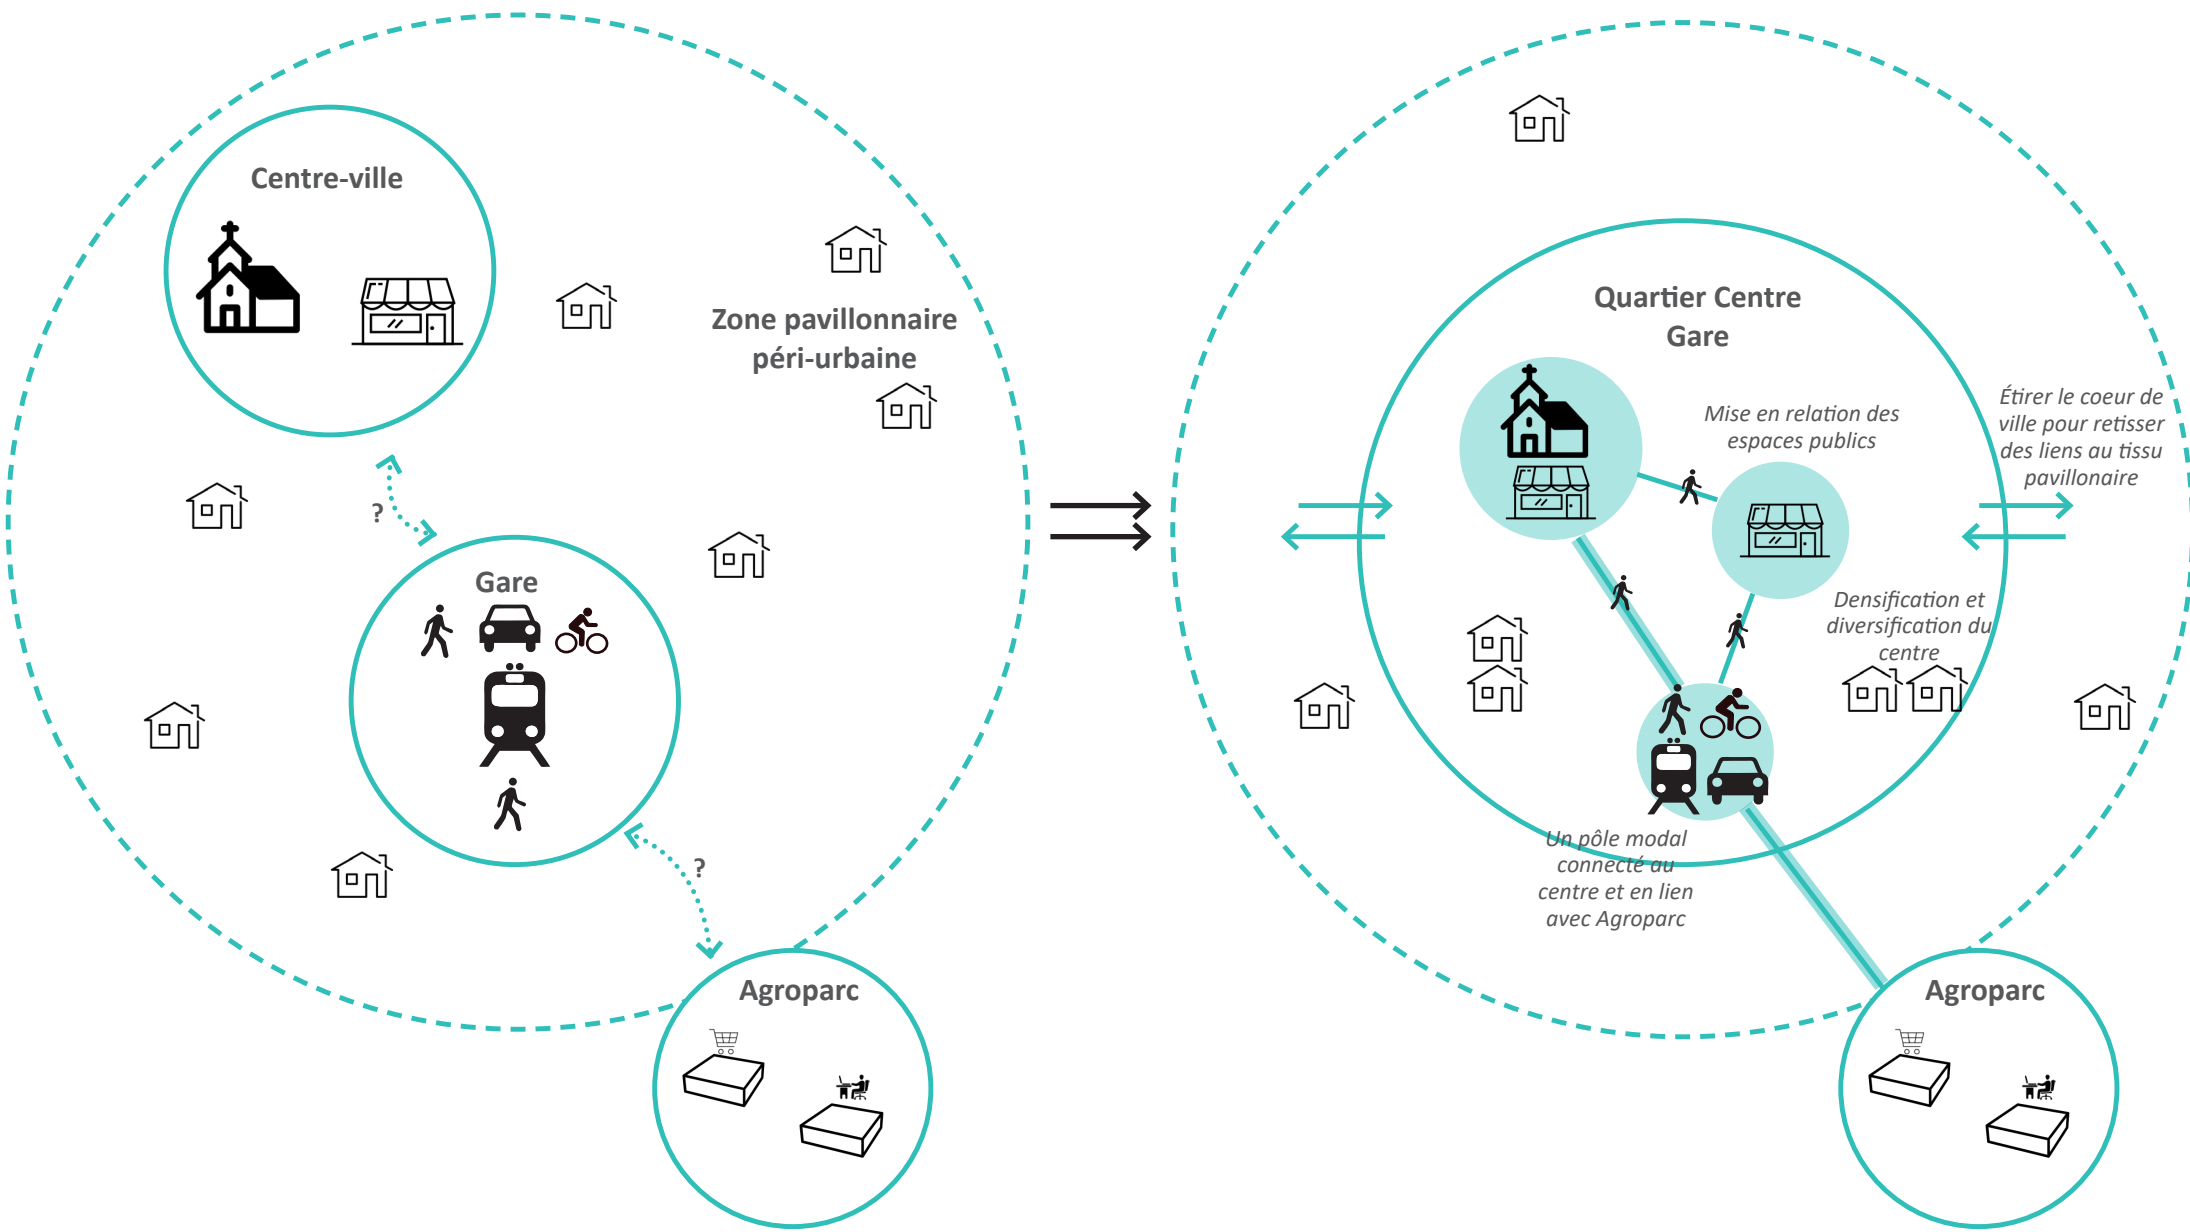 Centre-ville
Zone pavillonnaire
péri-urbaine
?
Gare
?
Agroparc
Quartier Centre
Gare
Mise en relation des
espaces publics
Étirer le coeur de
ville pour retisser
des liens au tissu
pavillonaire
Densification et
diversification du
centre
Un pôle modal
connecté au
centre et en lien
avec Agroparc
Agroparc